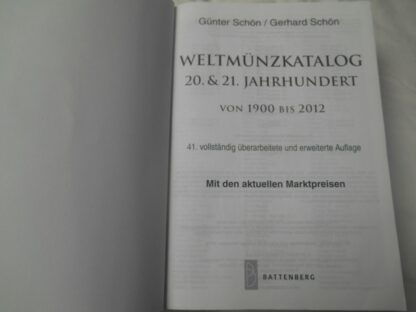 Günter Schön / Gerhard Schön
WELTMÜNZKATALOG
20. & 21. JAHRHUNDERT
VON 1900 BIS 2012
41. vollständig überarbeitete und erweiterte Auflage
Mit den aktuellen Marktpreisen
BATTENBERG